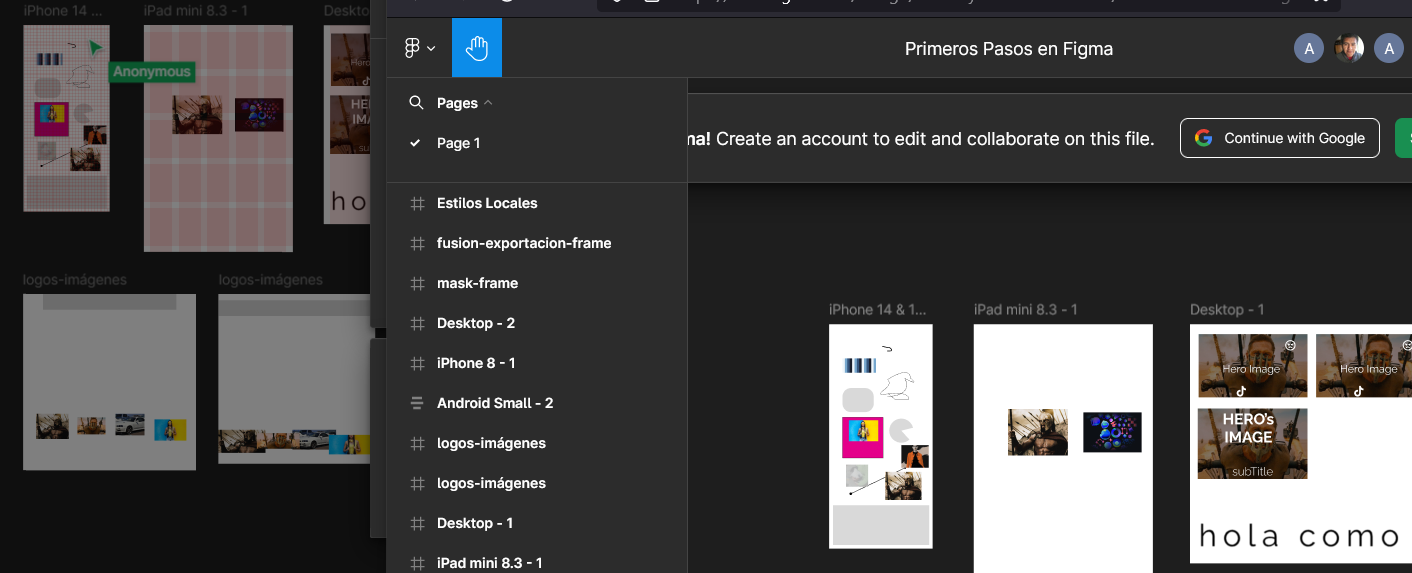 iPhone 14 ...
iPad mini 8.3 - 1
Deskto
Anonymous
Hero
HERO
IMA
ho
logos-imágenes
logos-imágenes
Primeros Pasos en Figma
A
A
Pages
Page 1
ma! Create an account to edit and collaborate on this file.
Continue with Google
S
Estilos Locales
fusion-exportacion-frame
mask-frame
Desktop - 2
iPhone 8 - 1
Android Small - 2
logos-imágenes
logos-imágenes
Desktop - 1
iPad mini 8.3 - 1
iPhone 14 & 1...
iPad mini 8.3 - 1
Desktop - 1
Hero Image
Hero Image
HERO's
IMAGE
subTitle
hola como